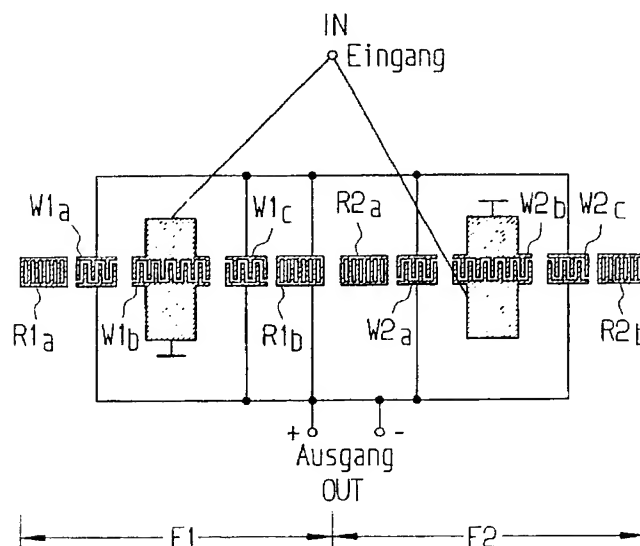 IN
Eingang
W1a
W1c
R2a
W2b
W2c
R1a
W1b
R1b
W2a
R2b
+
-
Ausgang
OUT
F1
F2